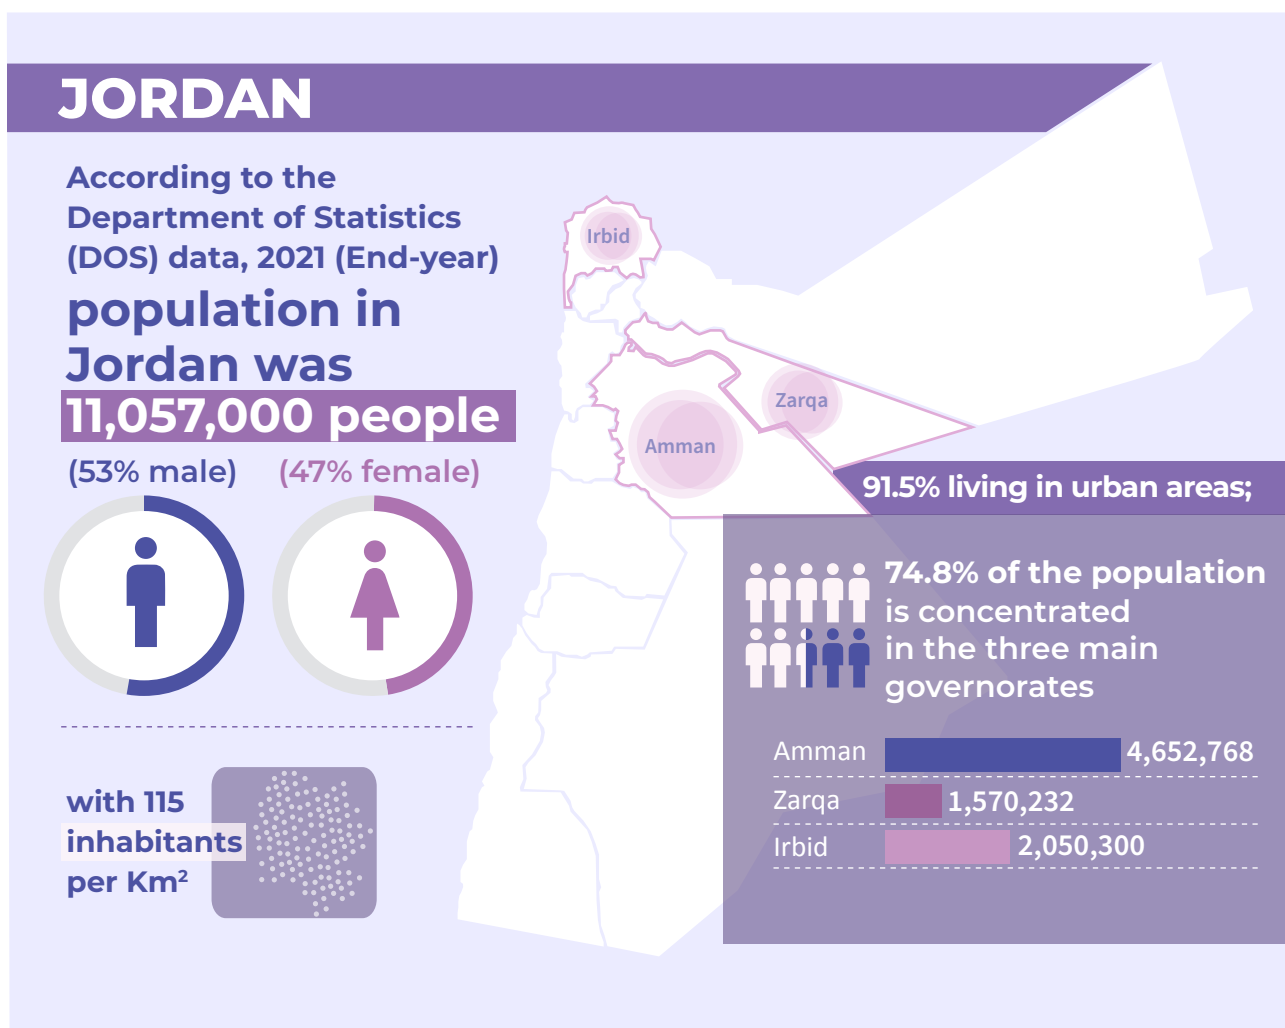 JORDAN
According to the
Department of Statistics
(DOS) data, 2021 (End-year)
population in
Jordan was
11,057,000 people
(53% male) (47% female)
with 115
inhabitants
per Km²
Irbid
Zarqa
Amman
91.5% living in urban areas;
74.8% of the population
is concentrated
in the three main
governorates
Amman 4,652,768
Zarqa 1,570,232
Irbid 2,050,300